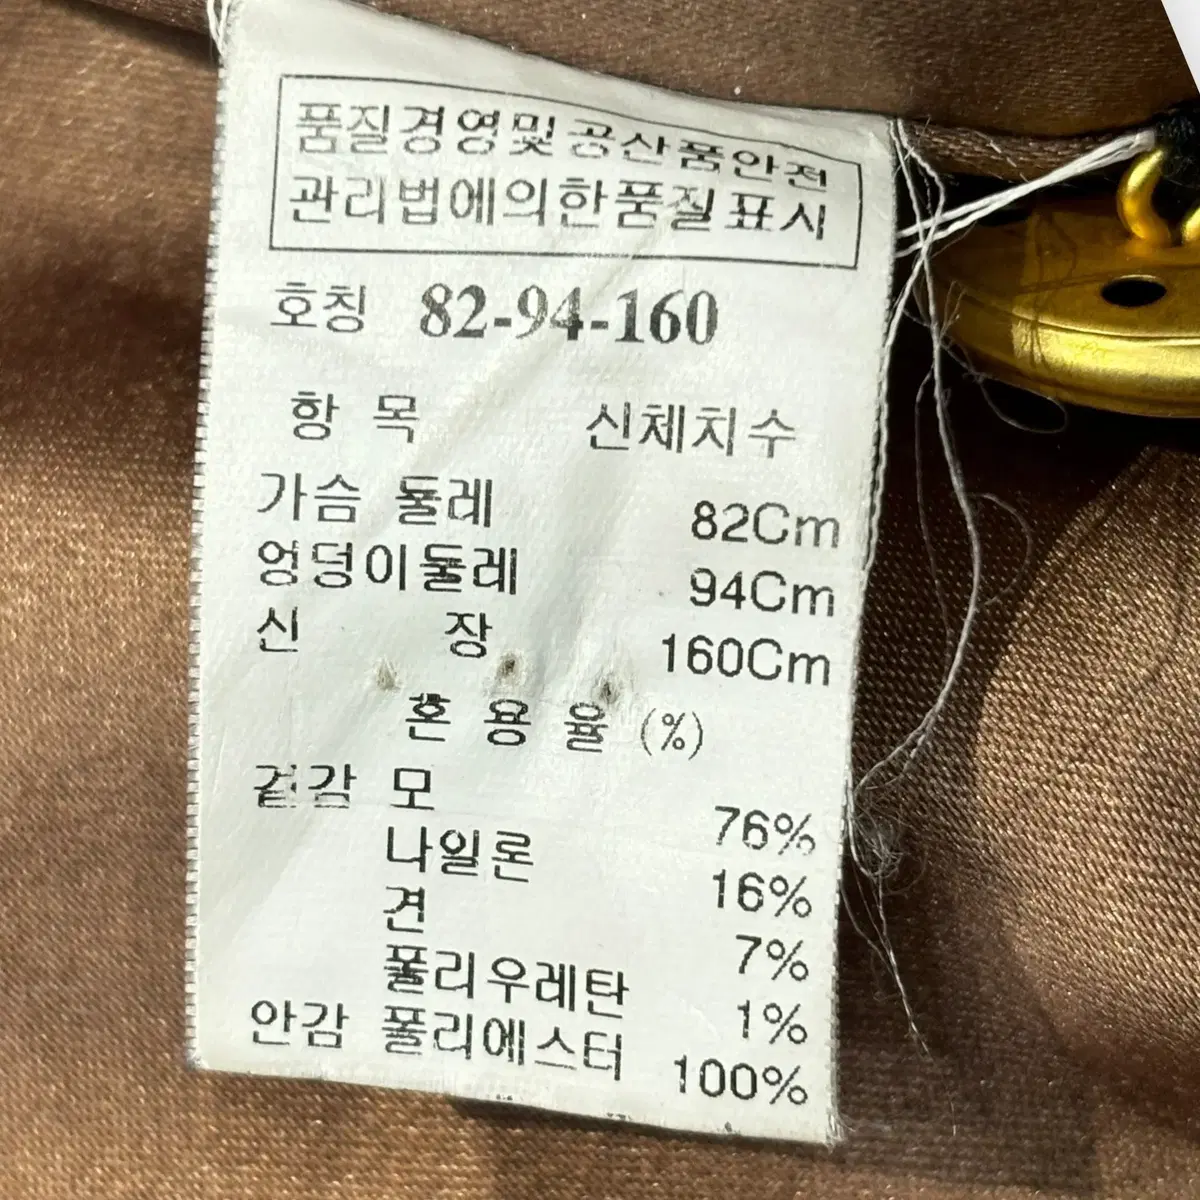 품질경영및공산품안전
관리법에의한품질표시
호칭 82-94-160
항 목 신체치수
가슴 둘레 82Cm
엉덩이둘레 94Cm
신 장 160Cm
혼 용 율 (%)
겉감 모 76%
나일론 16%
견 7%
폴리우레탄 1%
안감 폴리에스터 100%